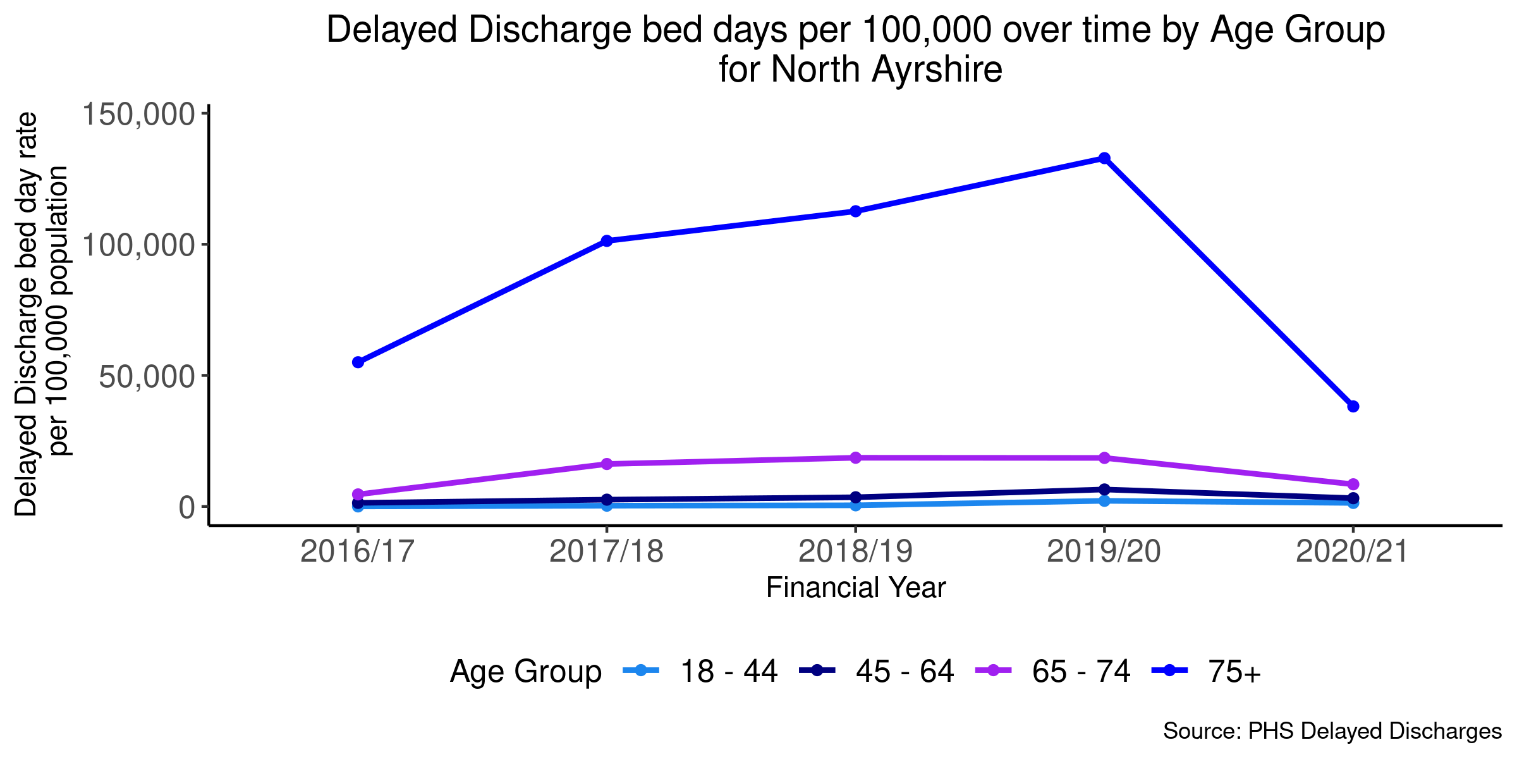 Delayed Discharge bed days per 100,000 over time by Age Group
for North Ayrshire
Delayed Discharge bed day rate
per 100,000 population
150,000
100,000
50,000
0
2016/17 2017/18 2018/19 2019/20 2020/21
Financial Year
Age Group 18 - 44 45 - 64 65 - 74 75+
Source: PHS Delayed Discharges